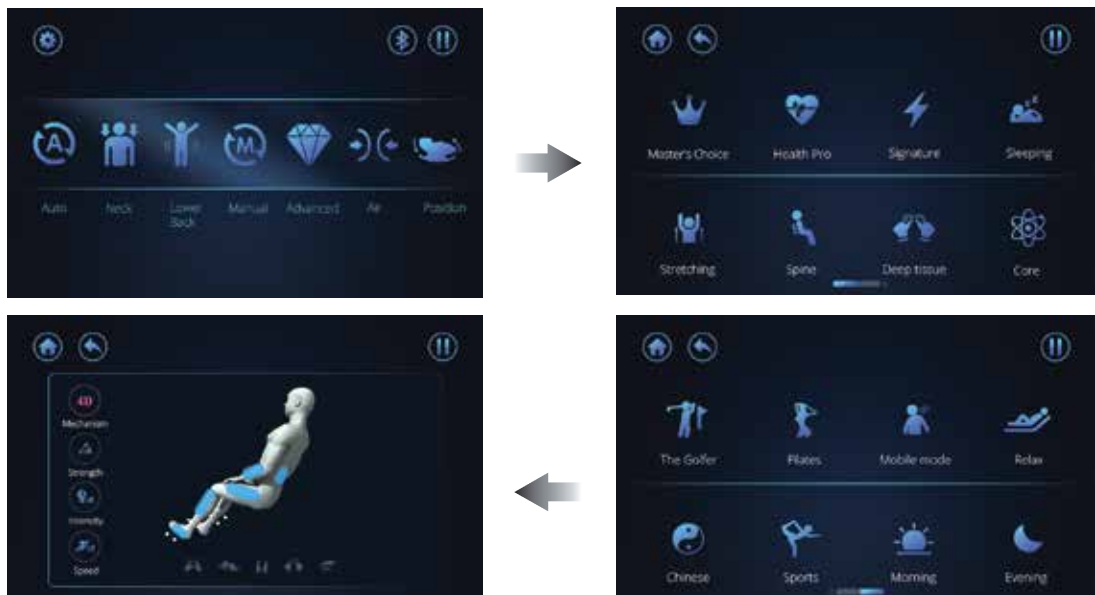 A
M
Auto
Neck
Lower
Back
Manual
Advanced
Air
Position
Master's Choice
Health Pro
Signature
Sleeping
Stretching
Spine
Deep tissue
Core
The Golfer
Pilates
Mobile mode
Relax
Chinese
Sports
Morning
Evening
4D
Mechanism
Strength
Intensity
Speed